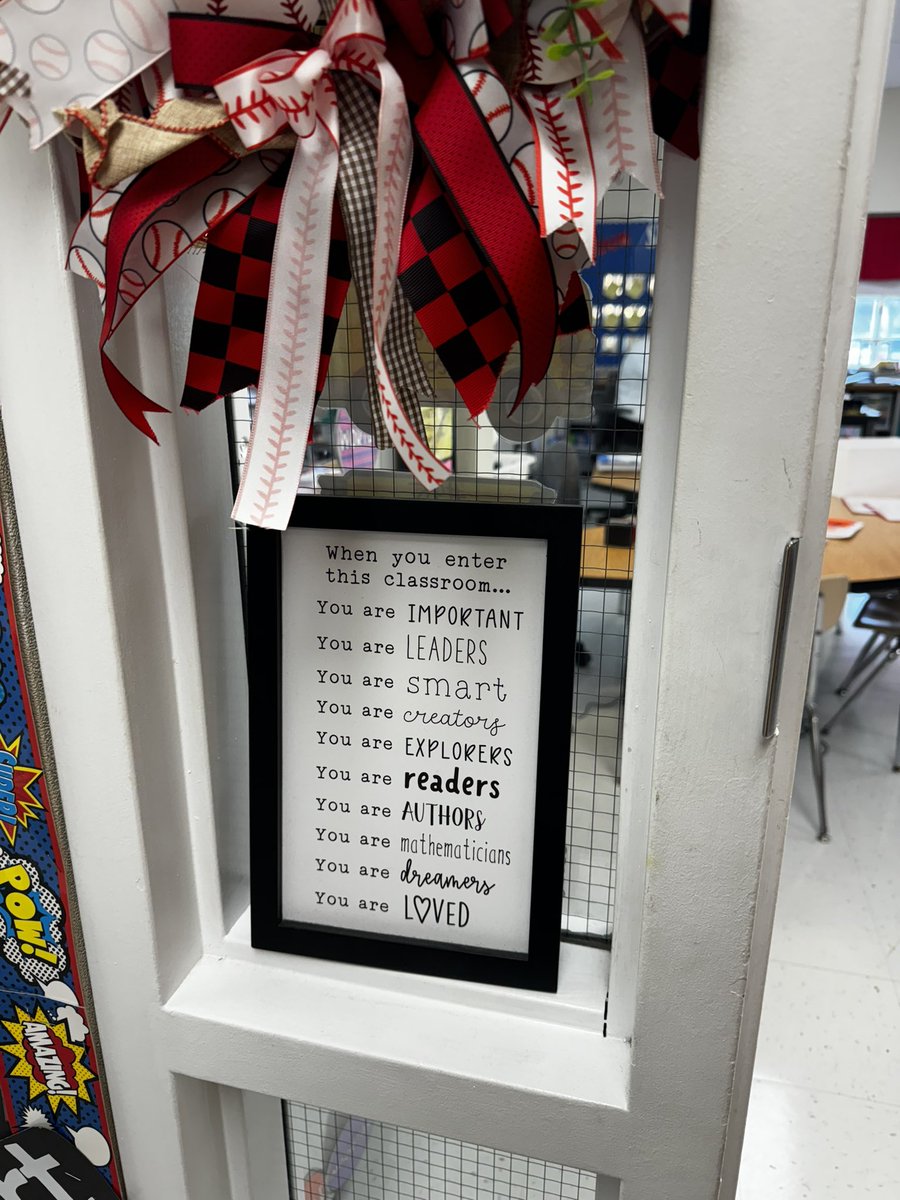 When you enter
this classroom...
You are IMPORTANT
You are LEADERS
You are smart
You are creators
You are EXPLORERS
You are readers
You are AUTHORS
You are mathematicians
You are dreamers
You are LOVED
SUPER!
POW!
AMAZING!